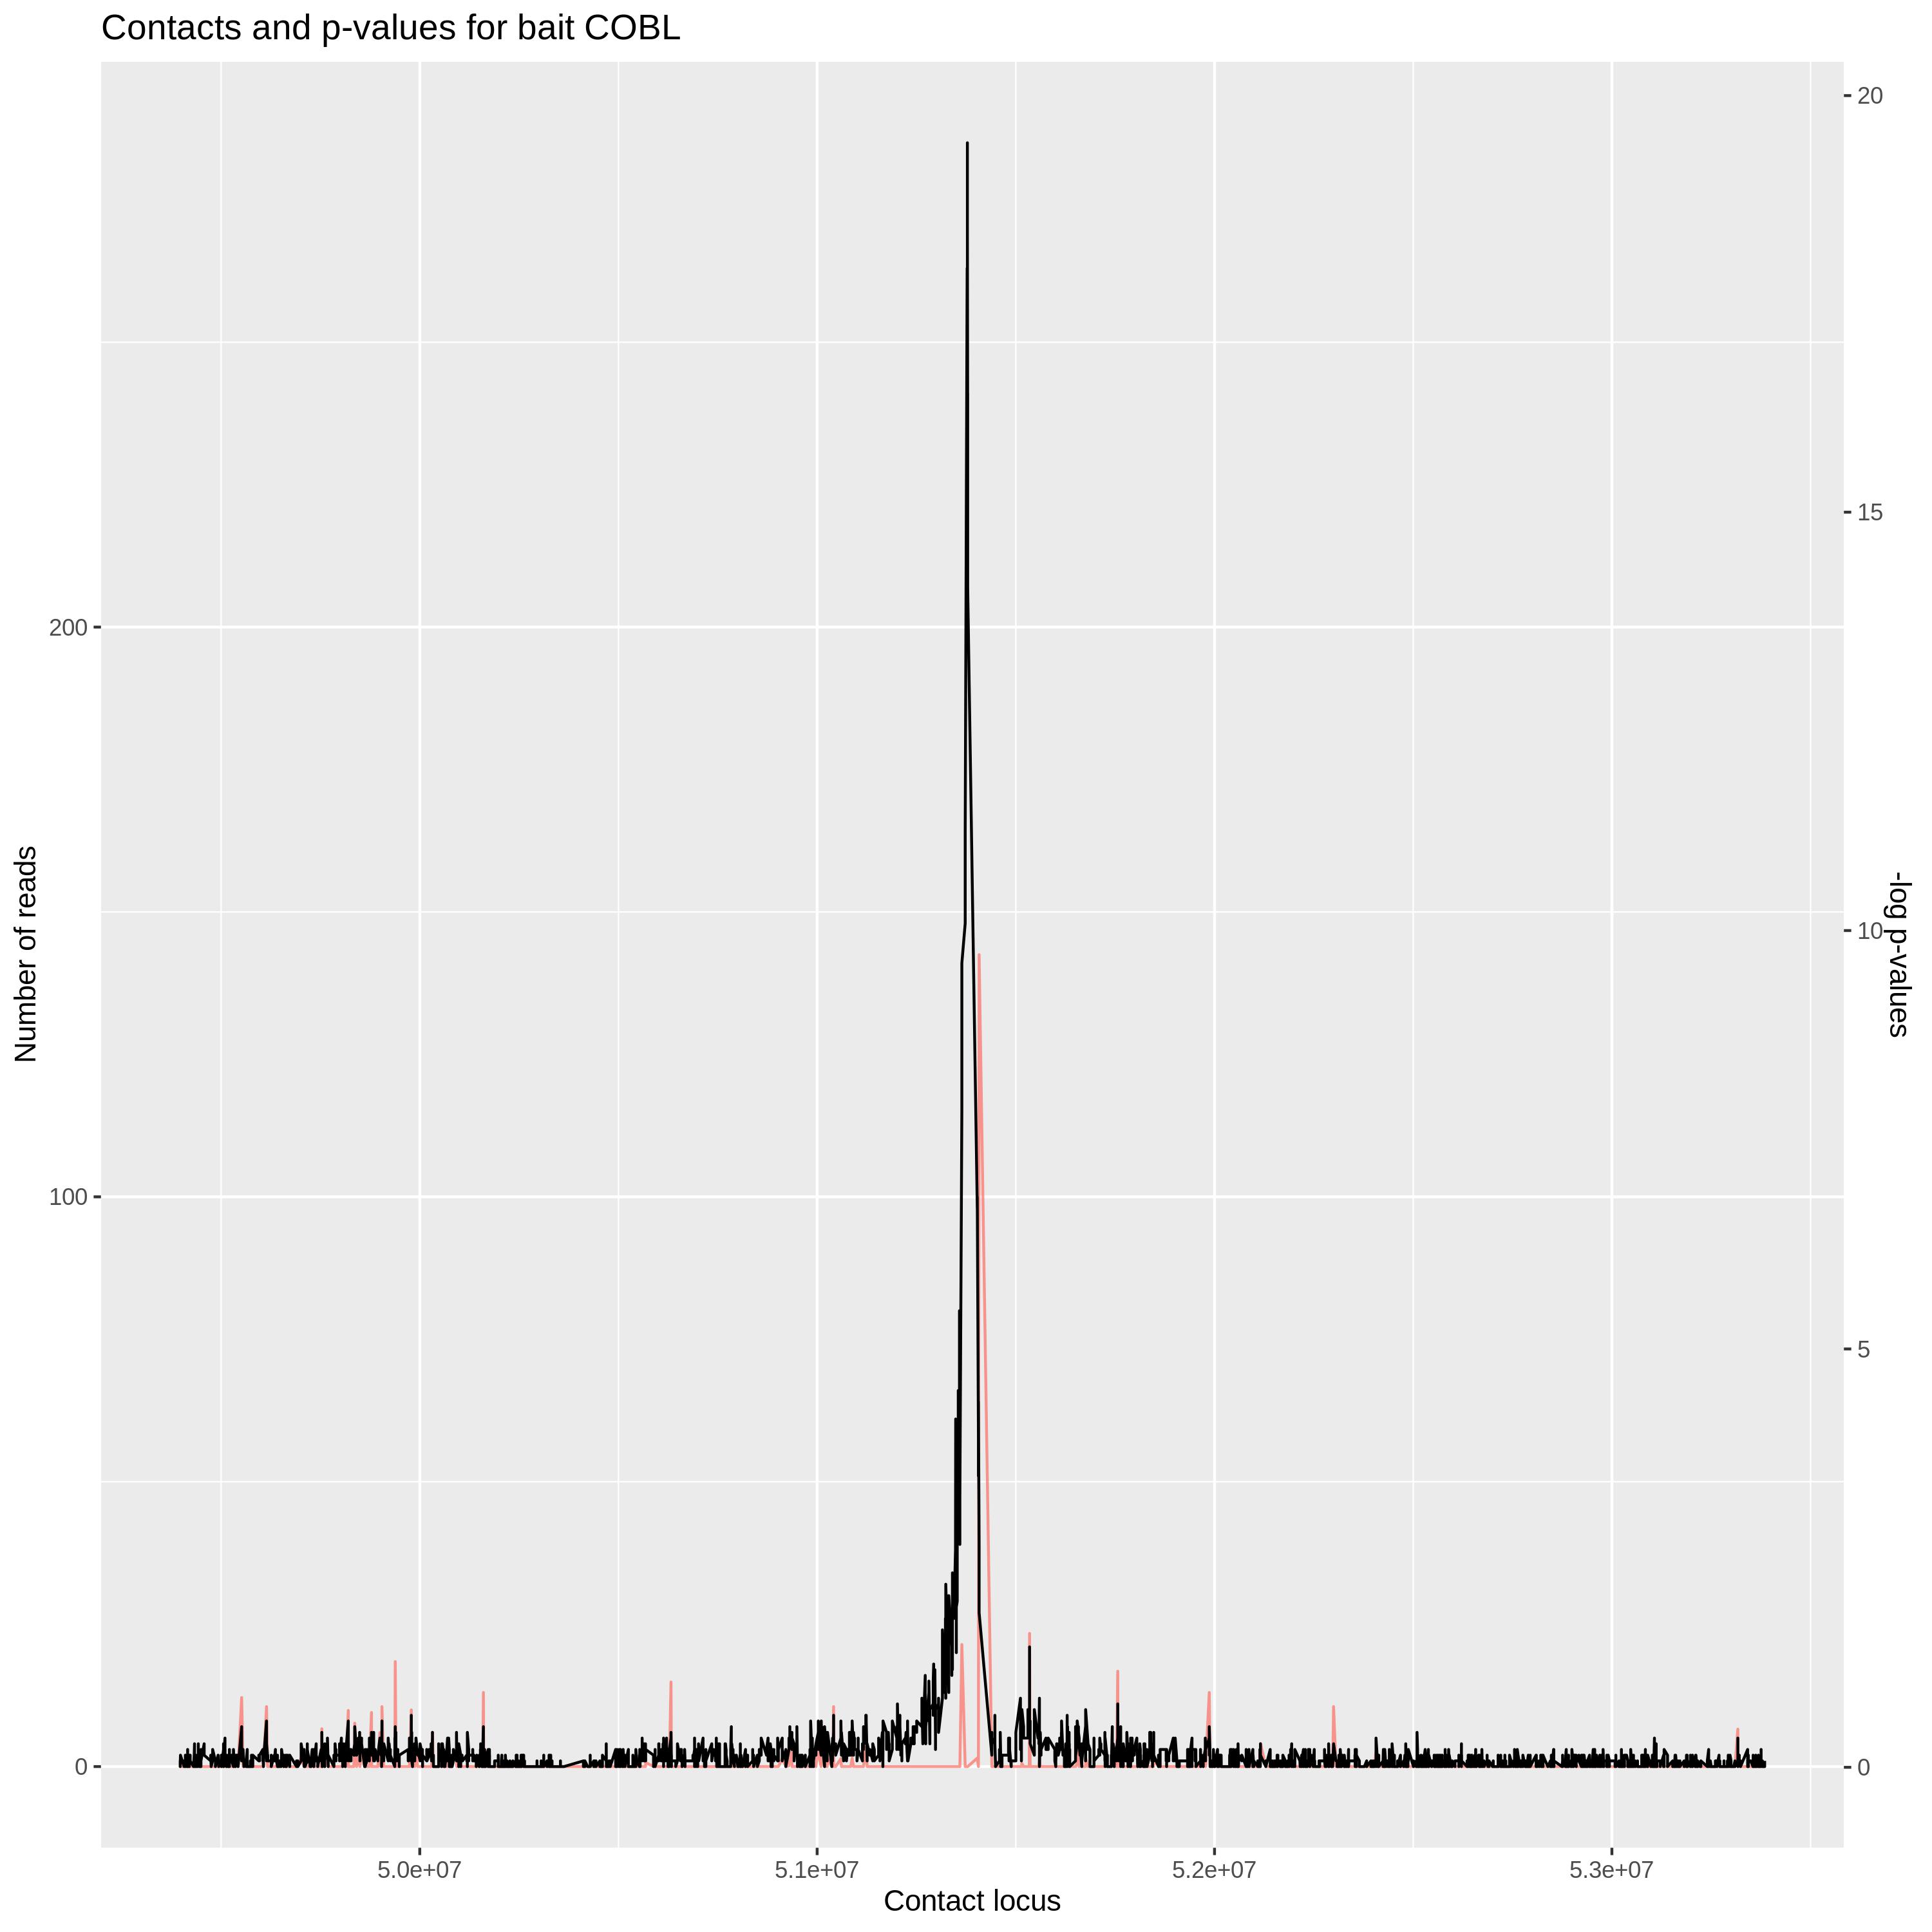 Contacts and p-values for bait COBL
Number of reads
200
100
0
20
15
10
5
0
-log p-values
5.0e+07
5.1e+07
5.2e+07
5.3e+07
Contact locus